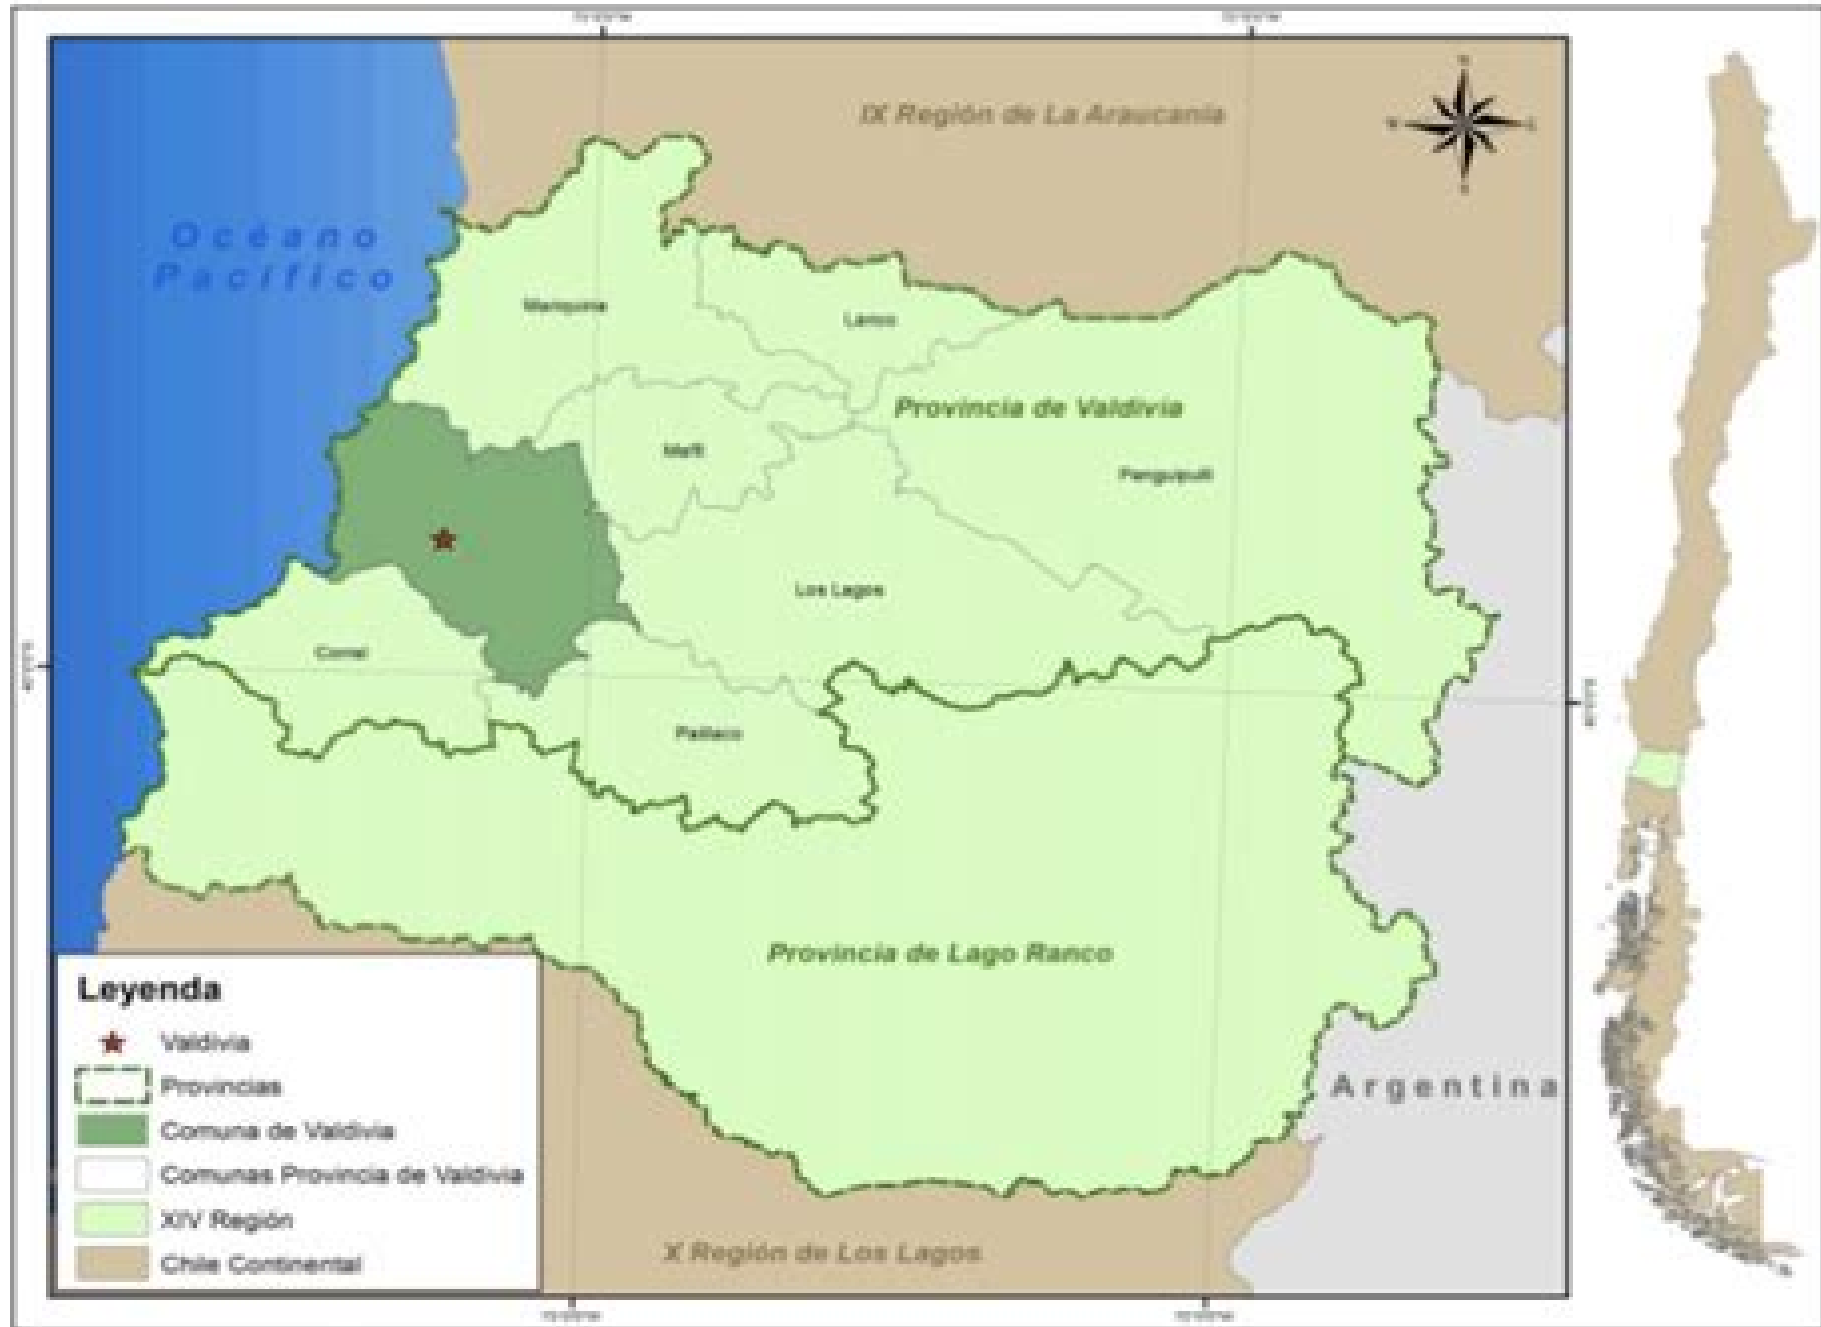 IX Región de La Araucanía
Océano
Pacífico
Mariquina
Lanco
Provincia de Valdivia
Mafil
Panguipulli
Los Lagos
Corral
Paillaco
Provincia de Lago Ranco
Argentina
X Región de Los Lagos
Leyenda
Valdivia
Provincias
Comuna de Valdivia
Comunas Provincia de Valdivia
XIV Región
Chile Continental